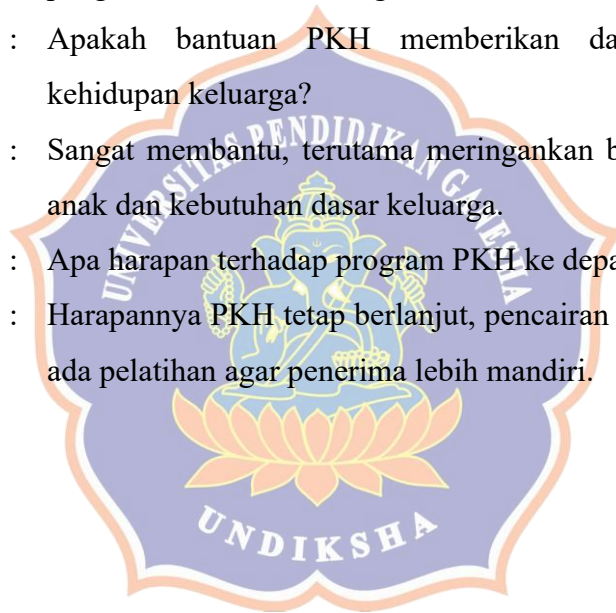 : Apakah bantuan PKH memberikan da
kehidupan keluarga?
: Sangat membantu, terutama meringankan b
anak dan kebutuhan dasar keluarga.
: Apa harapan terhadap program PKH ke depa
: Harapannya PKH tetap berlanjut, pencairan
ada pelatihan agar penerima lebih mandiri.
UNIVERSITAS PENDIDIKAN GANESHA
UNDIKSHA